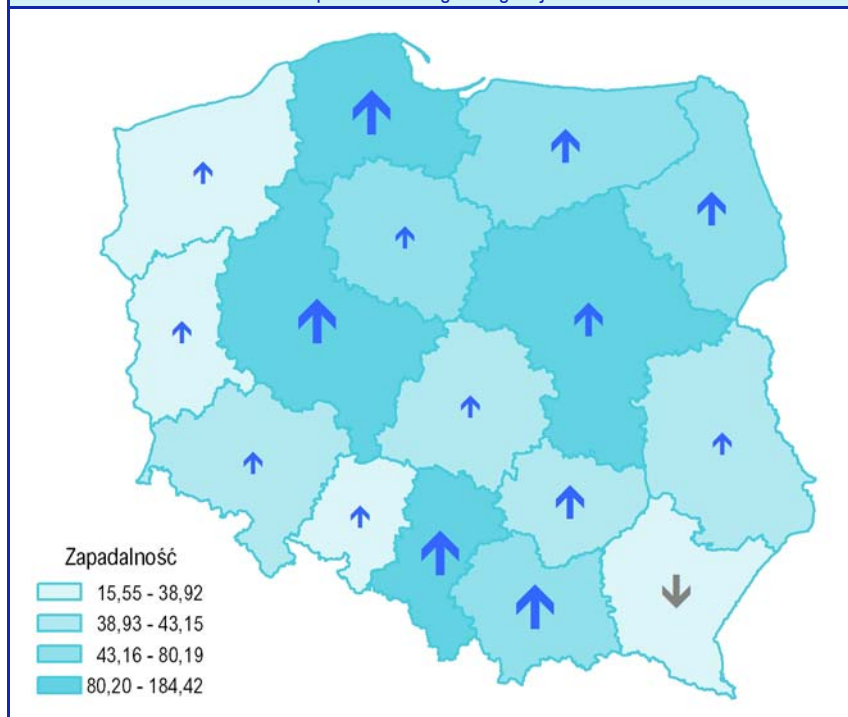 Zapadalność
15,55 - 38,92
38,93 - 43,15
43,16 - 80,19
80,20 - 184,42